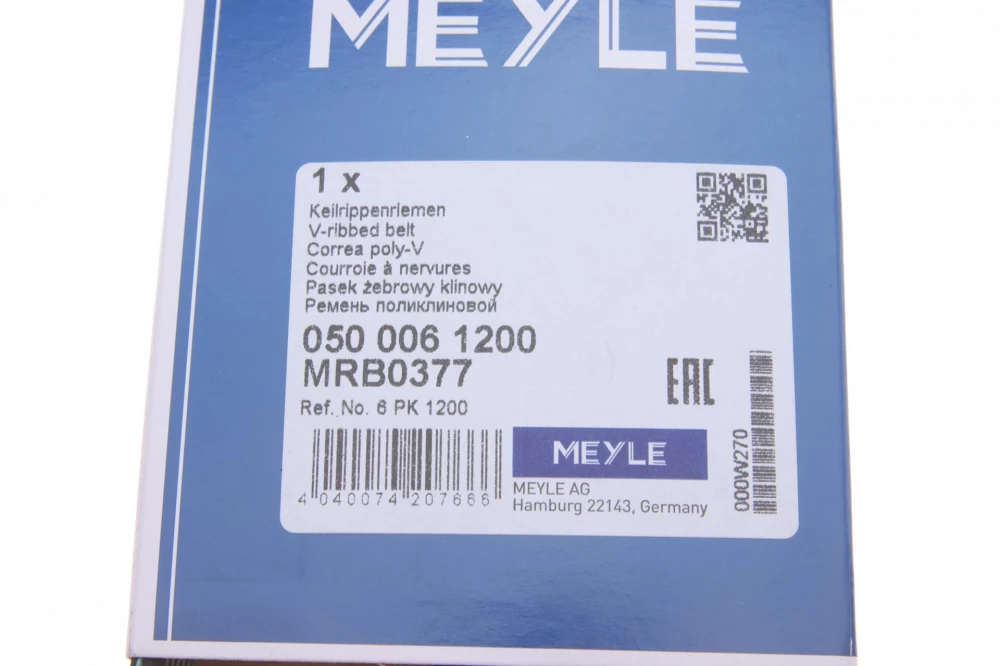 MEYLE
1 x
Keilrippenriemen
V-ribbed belt
Correa poly-V
Courroie à nervures
Pasek żebrowy klinowy
Ремень поликлиновой
050 006 1200
MRB0377
Ref. No. 6 PK 1200
EAC
4 040074 207666
MEYLE
MEYLE AG
Hamburg 22143, Germany
000W270